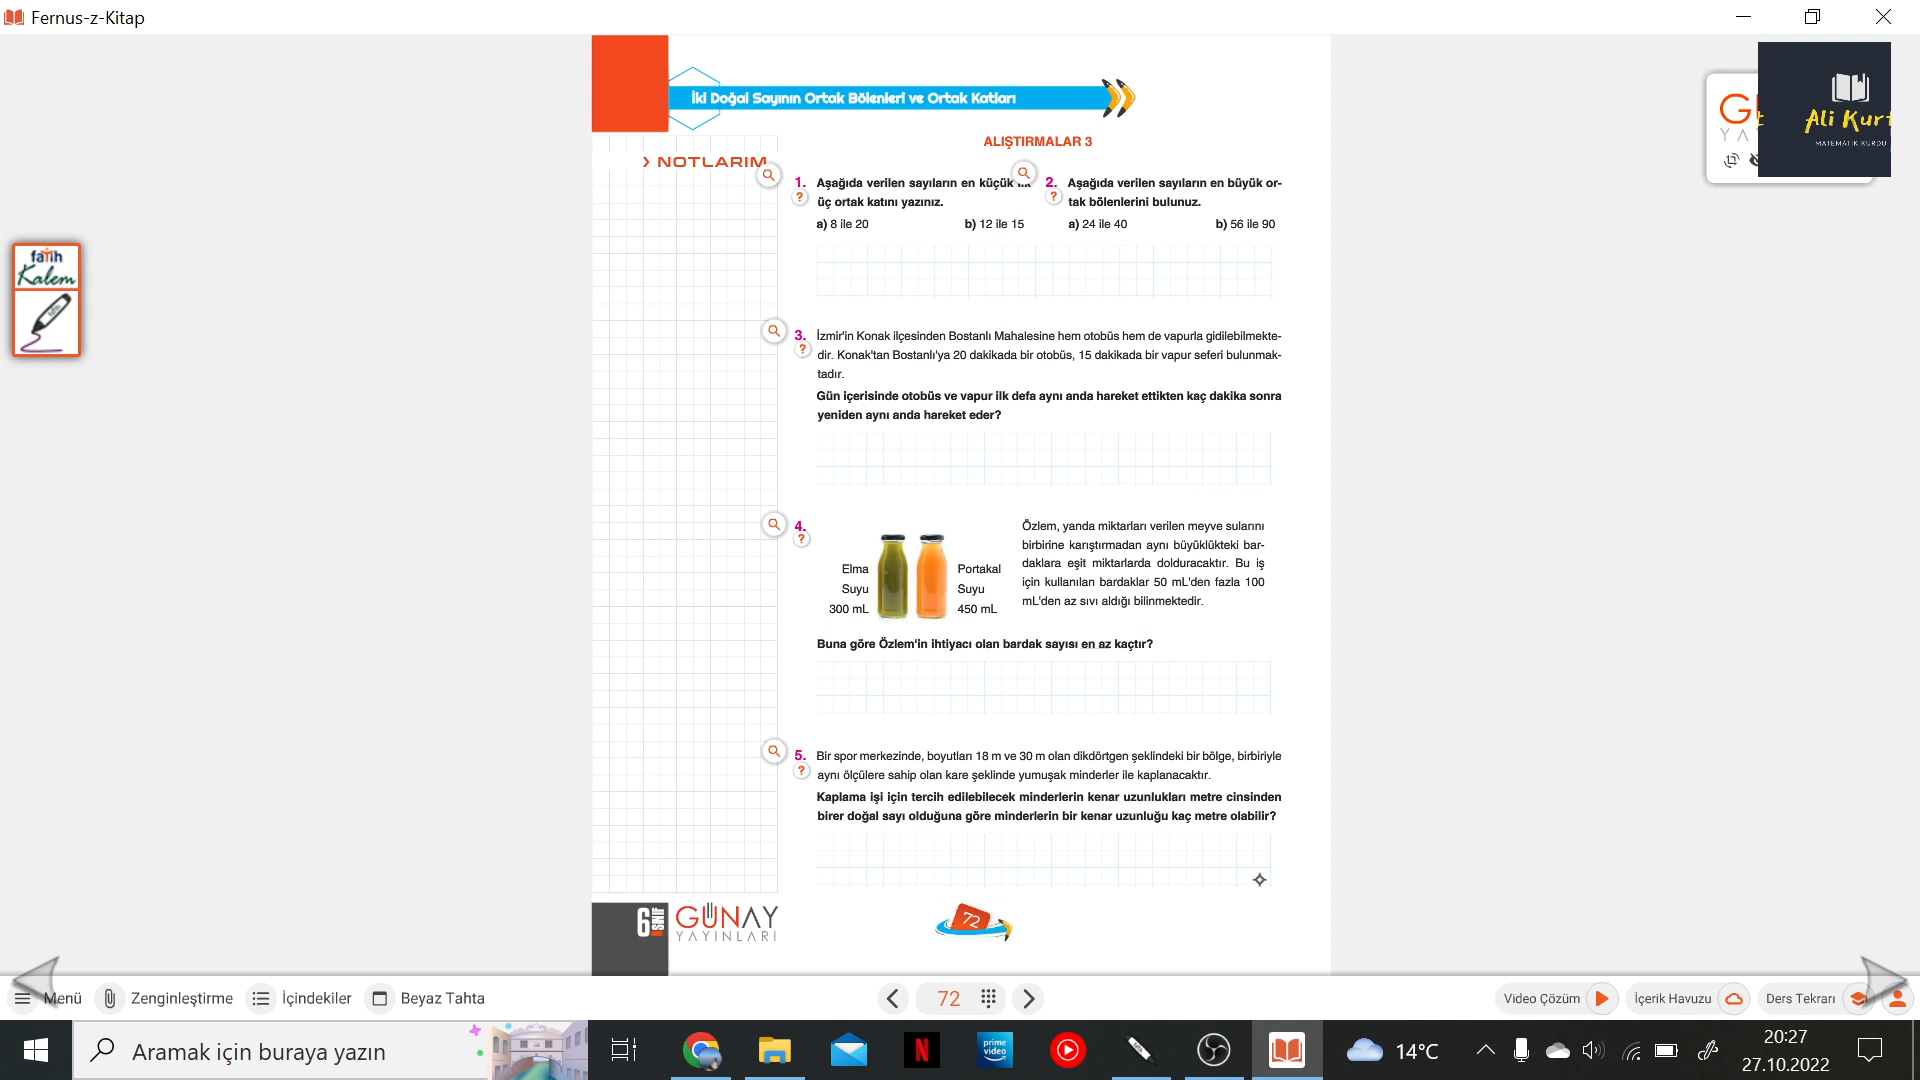 Fernus-z-Kitap
İki Doğal Sayının Ortak Bölenleri ve Ortak Katları
Ali Kurt
MATEMATİK KURDU
ALIŞTIRMALAR 3
› NOTLARIM
1. Aşağıda verilen sayıların en küçük
üç ortak katını yazınız.
a) 8 ile 20 b) 12 ile 15
2. Aşağıda verilen sayıların en büyük or-
tak bölenlerini bulunuz.
a) 24 ile 40 b) 56 ile 90
fatih
Kalem
3. İzmir'in Konak ilçesinden Bostanlı Mahalesine hem otobüs hem de vapurla gidilebilmekte-
dir. Konak'tan Bostanlı'ya 20 dakikada bir otobüs, 15 dakikada bir vapur seferi bulunmak-
tadır.
Gün içerisinde otobüs ve vapur ilk defa aynı anda hareket ettikten kaç dakika sonra
yeniden aynı anda hareket eder?
4.
Elma
Suyu
300 mL
Portakal
Suyu
450 mL
Özlem, yanda miktarları verilen meyve sularını
birbirine karıştırmadan aynı büyüklükteki bar-
daklara eşit miktarlarda dolduracaktır. Bu iş
için kullanılan bardaklar 50 mL'den fazla 100
mL'den az sıvı aldığı bilinmektedir.
Buna göre Özlem'in ihtiyacı olan bardak sayısı en az kaçtır?
5. Bir spor merkezinde, boyutları 18 m ve 30 m olan dikdörtgen şeklindeki bir bölge, birbiriyle
aynı ölçülere sahip olan kare şeklinde yumuşak minderler ile kaplanacaktır.
Kaplama işi için tercih edilebilecek minderlerin kenar uzunlukları metre cinsinden
birer doğal sayı olduğuna göre minderlerin bir kenar uzunluğu kaç metre olabilir?
6. SINIF
GÜNAY
YAYINLARI
72
Menü Zenginleştirme İçindekiler Beyaz Tahta
72
Video Çözüm İçerik Havuzu Ders Tekrarı
Aramak için buraya yazın
prime
video
14°C
20:27
27.10.2022